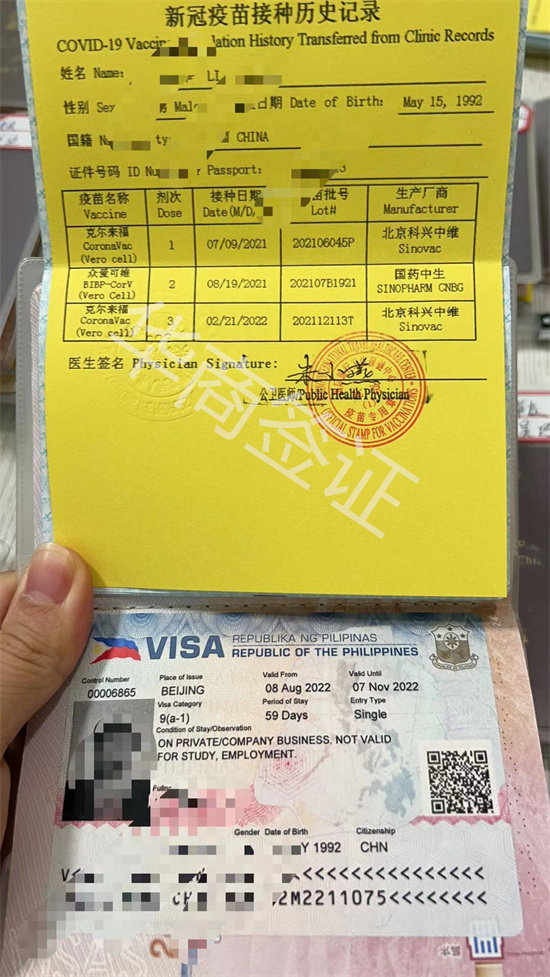 新冠疫苗接种历史记录
COVID-19 History Transferred from Clinic Records
姓名 Name: LI
性别 日期 Date of Birth: May 15, 1992
国籍 CHINA
证件号码 ID Passport:
疫苗名称 剂次 接种日期 批号 生产厂商
Vaccine Dose Lot# Manufacturer
克尔来福 北京科兴中维
CoronaVac 1 07/09/2021 202106045P Sinovac
(Vero cell)
众爱可维 国药中生
BIBP-CorV 2 08/19/2021 202107B1921 SINOPHARM CNBG
(Vero Cell)
克尔来福 北京科兴中维
CoronaVac 3 02/21/2022 202112113T Sinovac
(Vero cell)
医生签名 Physician Signature:
公卫医师/Public Health Physician
疫苗专用章
OFFICIAL STAMP FOR VACCINATION
华商签证
VISA REPUBLIKA NG PILIPINAS
REPUBLIC OF THE PHILIPPINES
Control Number Place of Issue Valid From Valid Until
00006865 BEIJING 08 Aug 2022 07 Nov 2022
Visa Category Period of Stay Entry Type
9(a-1) 59 Days Single
Condition of Stay/Observation
ON PRIVATE/COMPANY BUSINESS. NOT VALID
FOR STUDY, EMPLOYMENT.
Gender Date of Birth Citizenship
1992 CHN
2M2211075<<<<<<<<